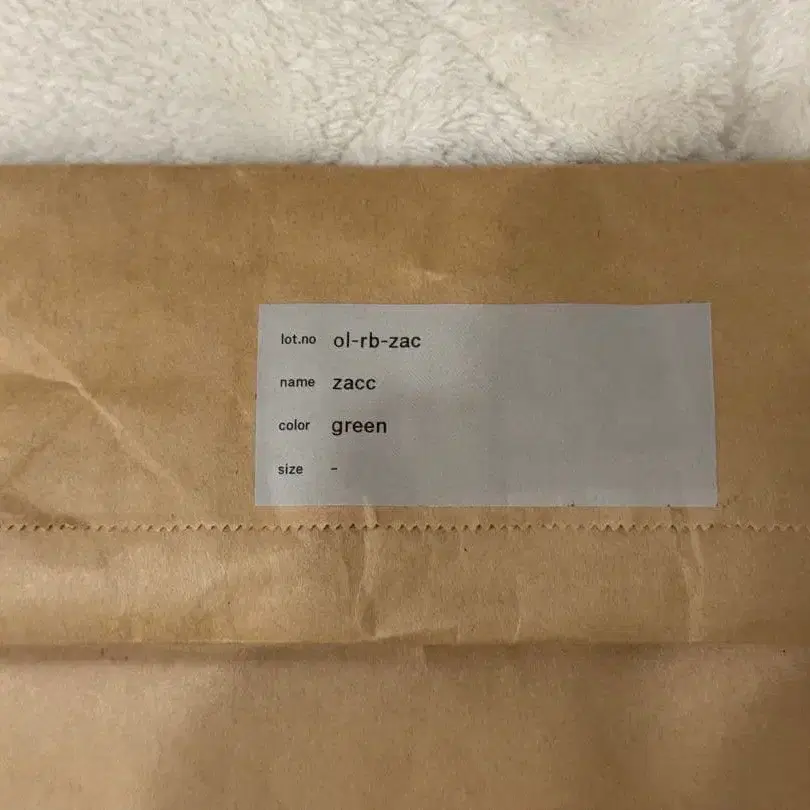 lot.no ol-rb-zac
name zacc
color green
size -